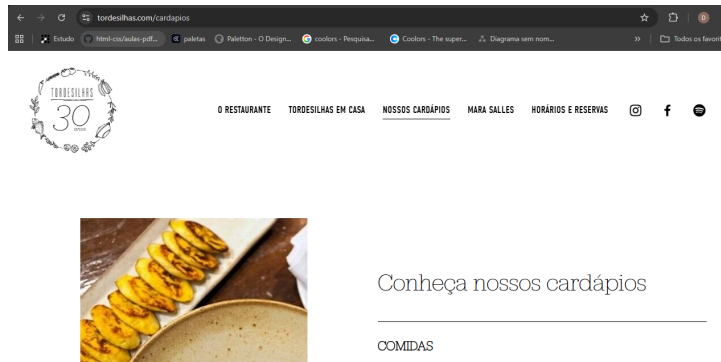 tordesilhas.com/cardapios
Estudo html-css/aulas-pdf... paletas Paletton - O Design... coolors - Pesquisa... Coolors - The super... Diagrama sem nom... » Todos os favorit
TORDESILHAS
30
anos
O RESTAURANTE TORDESILHAS EM CASA NOSSOS CARDÁPIOS MARA SALLES HORÁRIOS E RESERVAS
Conheça nossos cardápios
COMIDAS